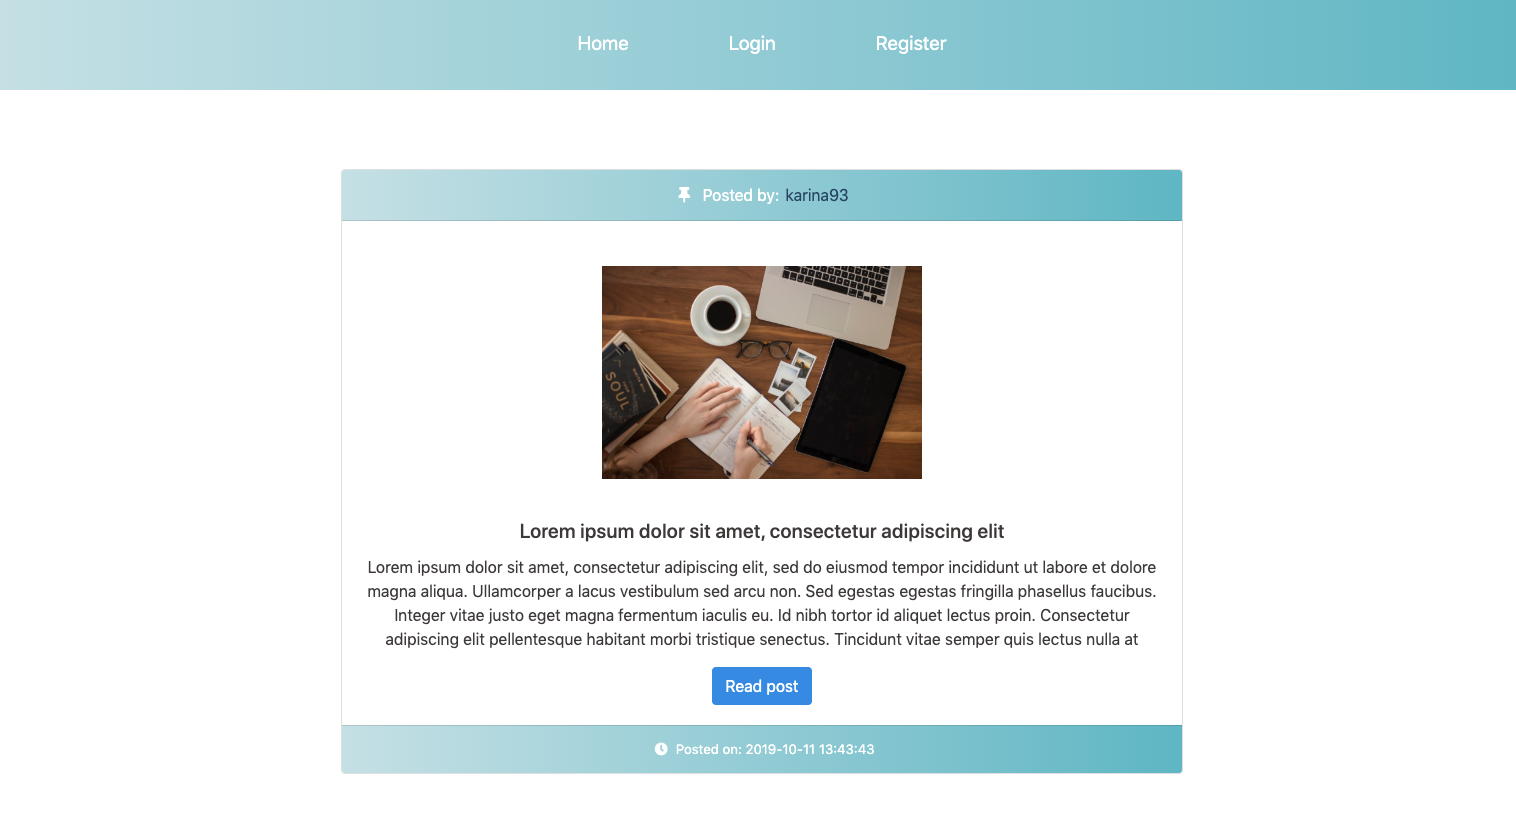 Home Login Register
Posted by: karina93
SOUL
Lorem ipsum dolor sit amet, consectetur adipiscing elit
Lorem ipsum dolor sit amet, consectetur adipiscing elit, sed do eiusmod tempor incididunt ut labore et dolore
magna aliqua. Ullamcorper a lacus vestibulum sed arcu non. Sed egestas egestas fringilla phasellus faucibus.
Integer vitae justo eget magna fermentum iaculis eu. Id nibh tortor id aliquet lectus proin. Consectetur
adipiscing elit pellentesque habitant morbi tristique senectus. Tincidunt vitae semper quis lectus nulla at
Read post
Posted on: 2019-10-11 13:43:43